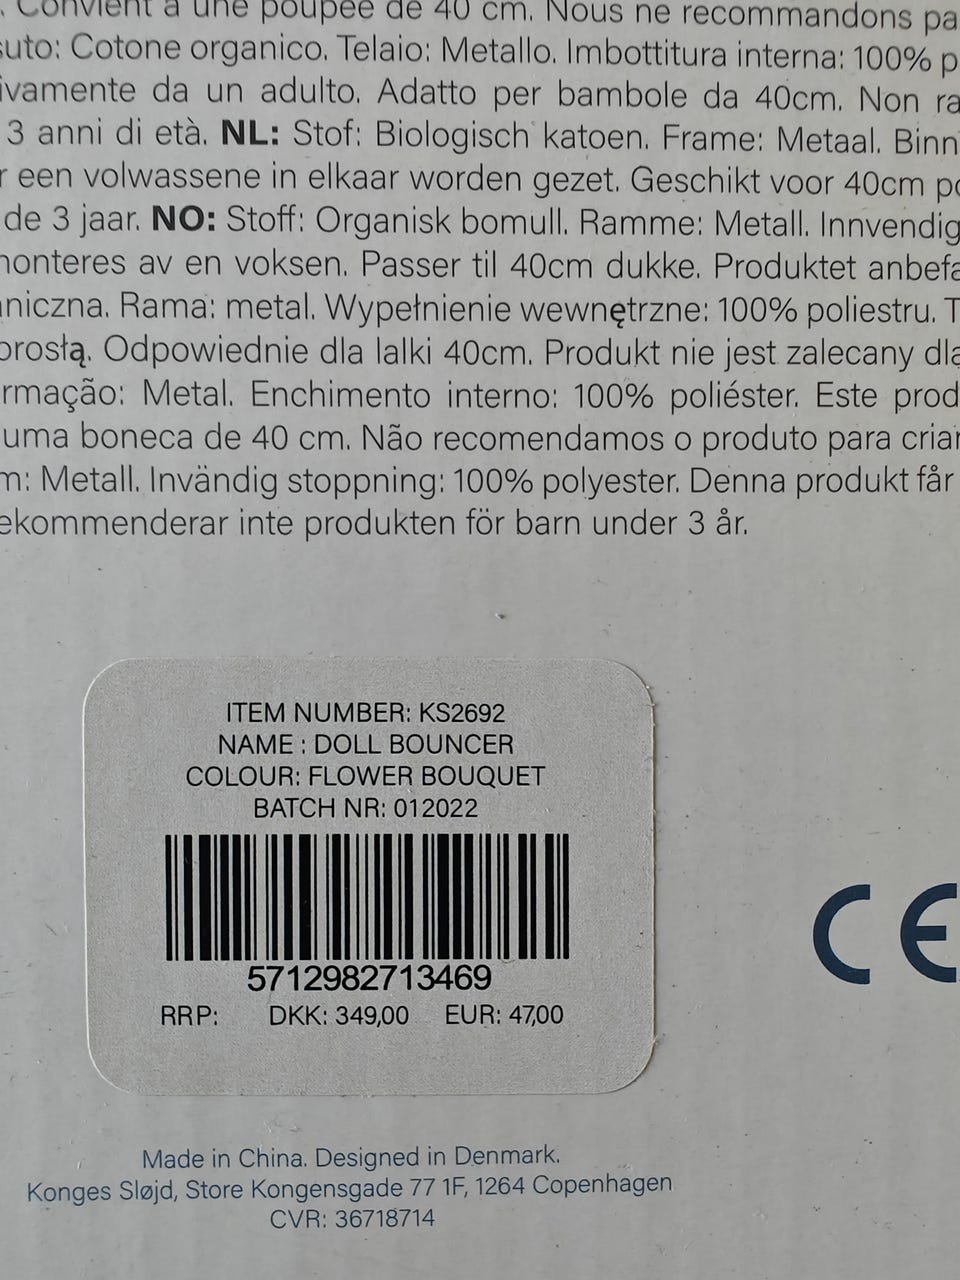 . Convient à une poupée de 40 cm. Nous ne recommandons pa
suto: Cotone organico. Telaio: Metallo. Imbottitura interna: 100% p
ivamente da un adulto. Adatto per bambole da 40cm. Non ra
3 anni di età. NL: Stof: Biologisch katoen. Frame: Metaal. Binn
r een volwassene in elkaar worden gezet. Geschikt voor 40cm po
de 3 jaar. NO: Stoff: Organisk bomull. Ramme: Metall. Innvendig
monteres av en voksen. Passer til 40cm dukke. Produktet anbefa
aniczna. Rama: metal. Wypełnienie wewnętrzne: 100% poliestru. T
orosłą. Odpowiednie dla lalki 40cm. Produkt nie jest zalecany dla
rmação: Metal. Enchimento interno: 100% poliéster. Este prod
uma boneca de 40 cm. Não recomendamos o produto para crian
m: Metall. Invändig stoppning: 100% polyester. Denna produkt får
ekommenderar inte produkten för barn under 3 år.
ITEM NUMBER: KS2692
NAME : DOLL BOUNCER
COLOUR: FLOWER BOUQUET
BATCH NR: 012022
5712982713469
RRP: DKK: 349,00 EUR: 47,00
CE
Made in China. Designed in Denmark.
Konges Sløjd, Store Kongensgade 77 1F, 1264 Copenhagen
CVR: 36718714